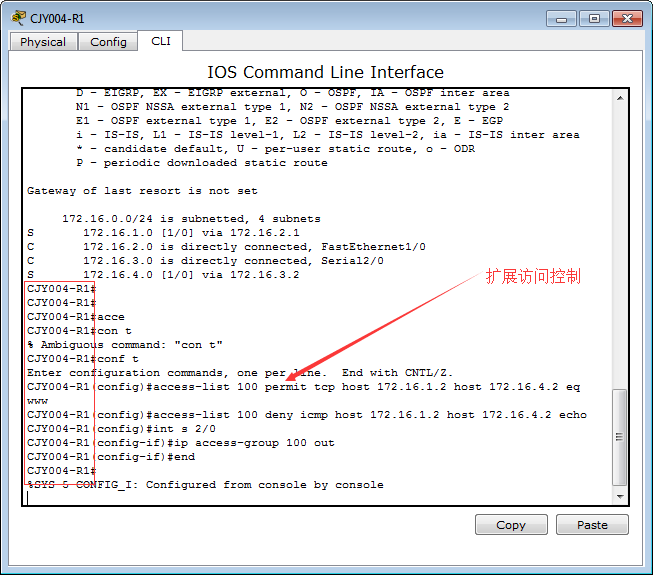 CJY004-R1
Physical Config CLI
IOS Command Line Interface
D - EIGRP, EX - EIGRP external, O - OSPF, IA - OSPF inter area
N1 - OSPF NSSA external type 1, N2 - OSPF NSSA external type 2
E1 - OSPF external type 1, E2 - OSPF external type 2, E - EGP
i - IS-IS, L1 - IS-IS level-1, L2 - IS-IS level-2, ia - IS-IS inter area
* - candidate default, U - per-user static route, o - ODR
P - periodic downloaded static route
Gateway of last resort is not set
172.16.0.0/24 is subnetted, 4 subnets
S 172.16.1.0 [1/0] via 172.16.2.1
C 172.16.2.0 is directly connected, FastEthernet1/0
C 172.16.3.0 is directly connected, Serial2/0
S 172.16.4.0 [1/0] via 172.16.3.2
扩展访问控制
CJY004-R1#
CJY004-R1#
CJY004-R1#acce
CJY004-R1#con t
% Ambiguous command: "con t"
CJY004-R1#conf t
Enter configuration commands, one per line. End with CNTL/Z.
CJY004-R1(config)#access-list 100 permit tcp host 172.16.1.2 host 172.16.4.2 eq
www
CJY004-R1(config)#access-list 100 deny icmp host 172.16.1.2 host 172.16.4.2 echo
CJY004-R1(config)#int s 2/0
CJY004-R1(config-if)#ip access-group 100 out
CJY004-R1(config-if)#end
CJY004-R1#
%SYS-5-CONFIG_I: Configured from console by console
Copy Paste